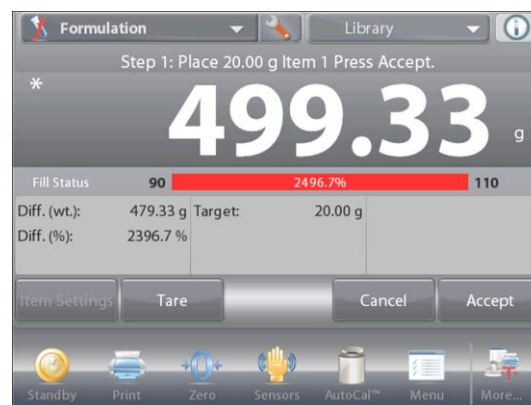 Formulation Library
Step 1: Place 20.00 g Item 1 Press Accept.
* 499.33 g
Fill Status 90 2496.7% 110
Diff. (wt.): 479.33 g Target: 20.00 g
Diff. (%): 2396.7 %
Item Settings Tare Cancel Accept
Standby Print Zero Sensors AutoCal™ Menu More...